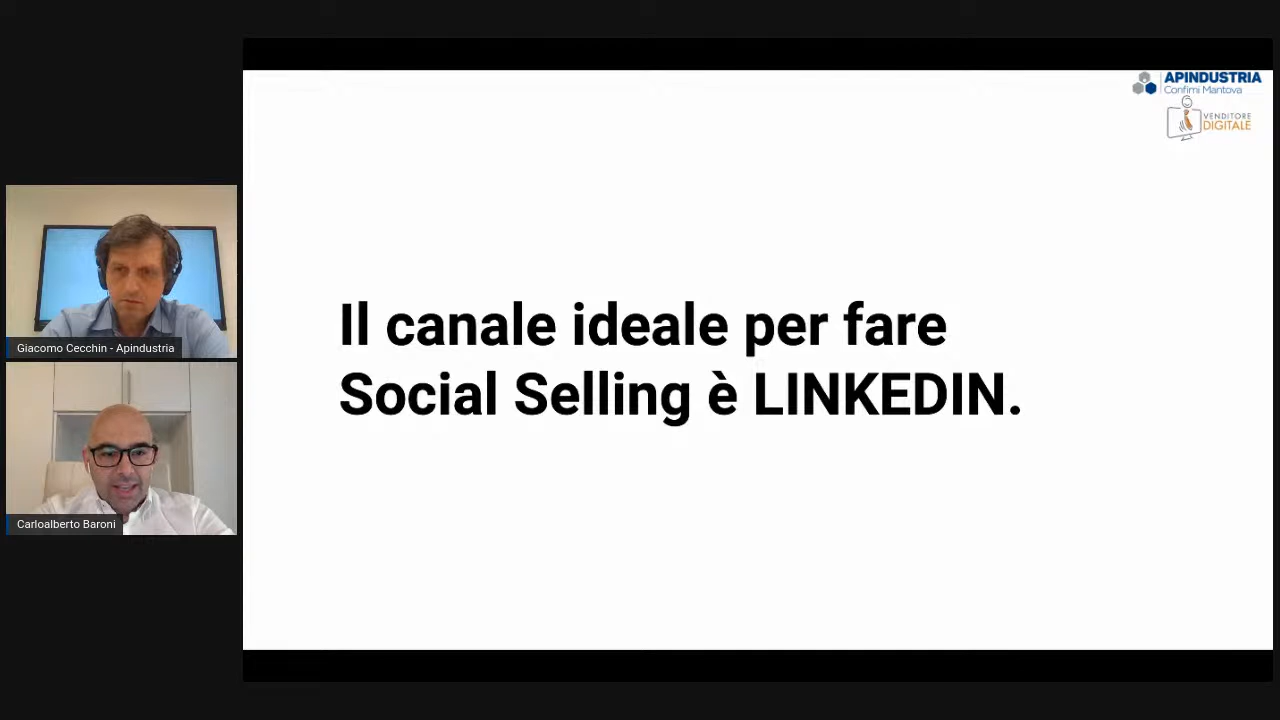 APINDUSTRIA
Confimi Mantova
VENDITORE
DIGITALE
Il canale ideale per fare
Social Selling è LINKEDIN.
Giacomo Cecchin - Apindustria
Carloalberto Baroni